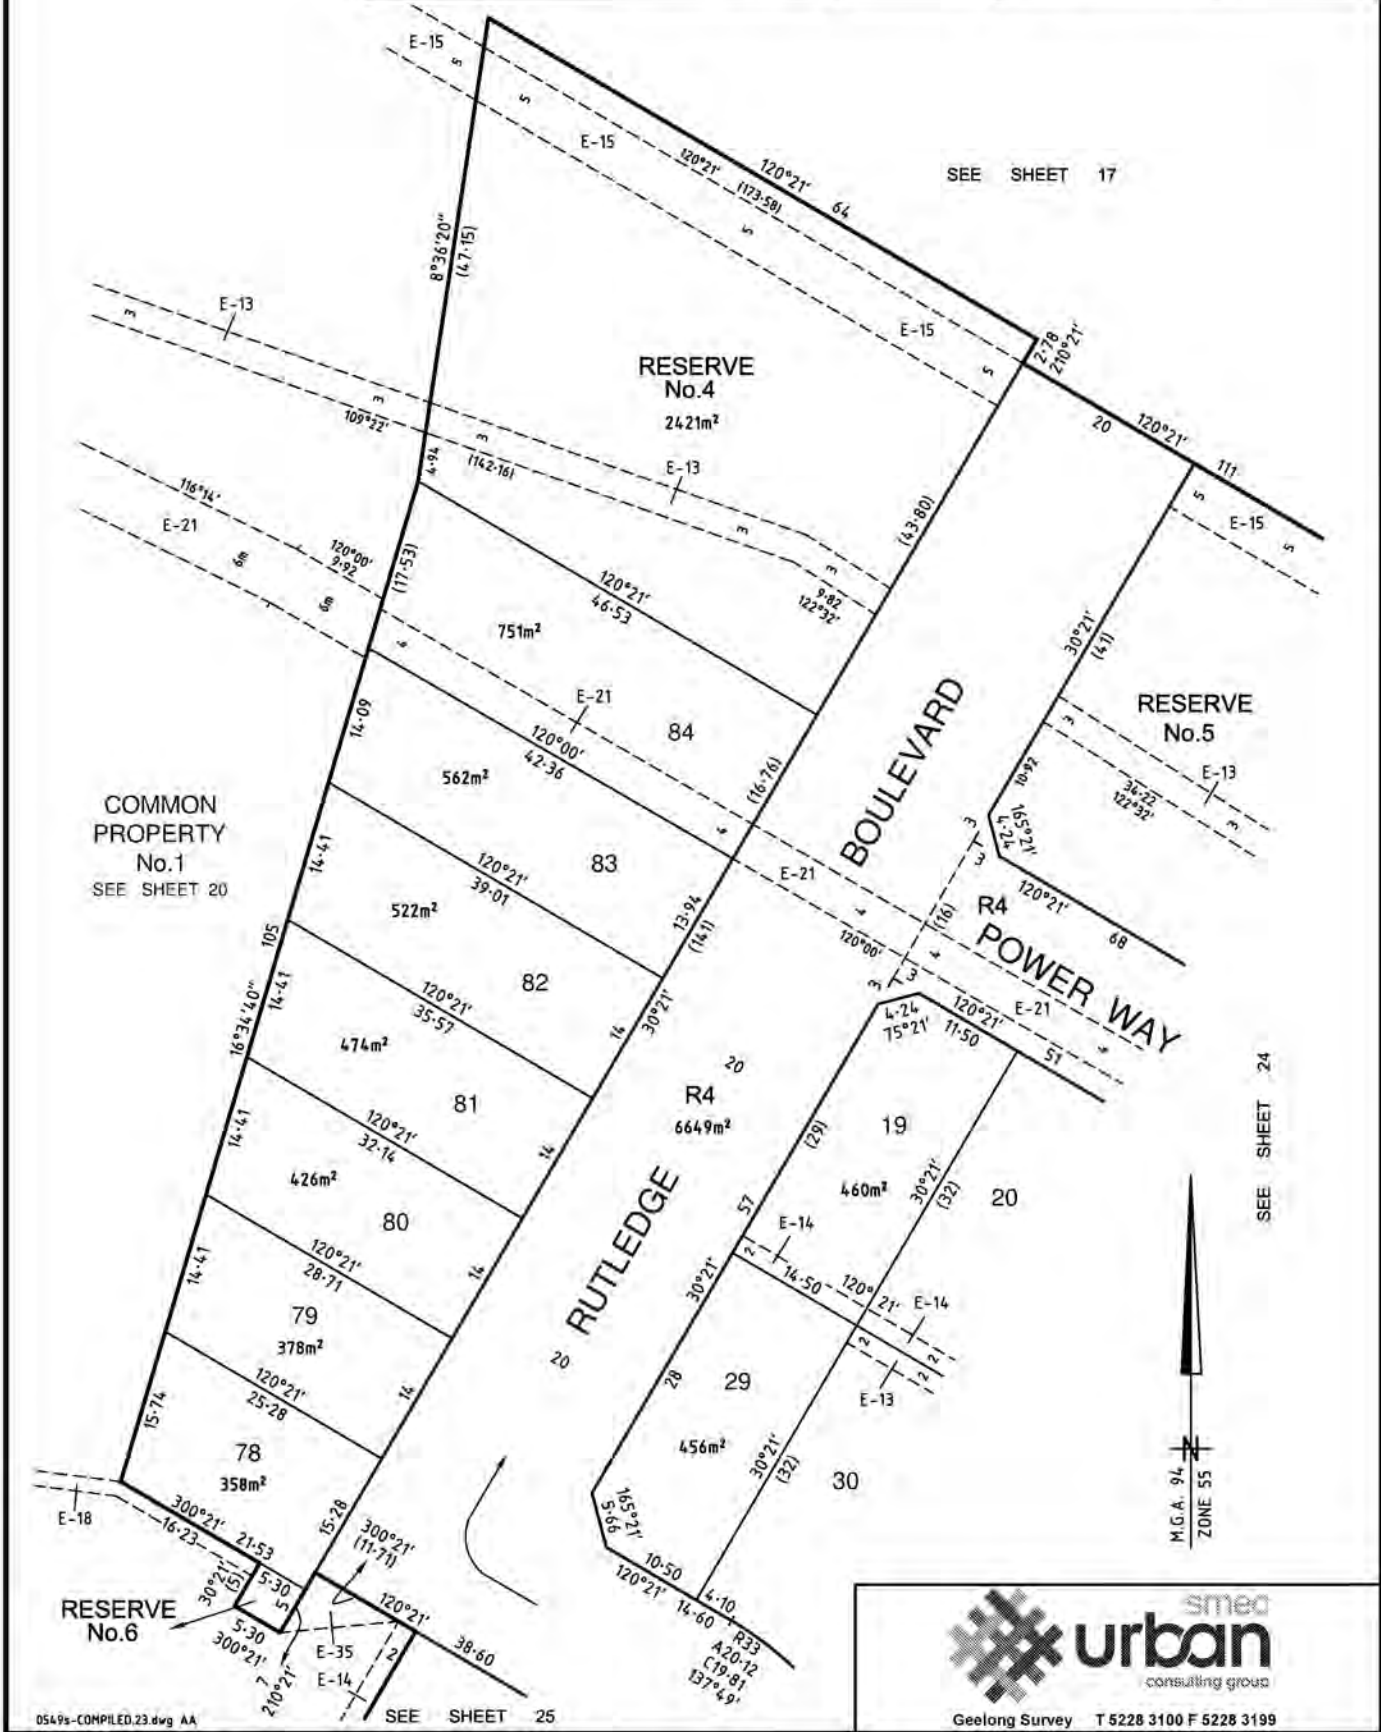 E-15
5
5
E-15
120°21'
(173·58)
120°21'
64
5
SEE SHEET 17
8°36'20"
(47·15)
E-13
3
3
109°22'
E-15
5
2·78
210°21'
RESERVE
No.4
2421m²
20
120°21'
111
4·94
3
(142·16)
E-13
3
3
9·82
122°32'
(43·80)
5
E-15
5
116°14'
E-21
6m
120°00'
9·92
6m
(17·53)
120°21'
46·53
751m²
4
E-21
84
30°21'
(41)
RESERVE
No.5
3
E-13
34·22
122°32'
3
10·92
14·09
120°00'
42·36
562m²
(16·76)
4
BOULEVARD
165°21'
4·24
3
3
COMMON
PROPERTY
No.1
SEE SHEET 20
83
E-21
120°21'
68
14·41
120°21'
39·01
522m²
13·94
(141)
4
120°00'
(16)
R4
POWER WAY
4
105
82
3
3
E-21
4
16°34'40"
14·41
120°21'
35·57
474m²
14
30°21'
4·24
75°21'
120°21'
11·50
51
20
R4
6649m²
SEE SHEET 24
81
14·41
120°21'
32·14
426m²
14
(29)
19
460m²
30°21'
(32)
20
80
57
E-14
14·41
120°21'
28·71
14
RUTLEDGE
30°21'
2
14·50
120°21'
E-14
79
378m²
20
2
2
2
E-13
15·74
120°21'
25·28
14
28
29
456m²
30°21'
(32)
30
78
358m²
M.G.A. 94
ZONE 55
N
E-18
300°21'
16·23
21·53
15·28
300°21'
(11·71)
165°21'
5·66
30°21'
(5)
5·30
5
10·50
120°21'
4·10
14·60
RESERVE
No.6
5·30
300°21'
7
210°21'
E-35
E-14
2
120°21'
38·60
R33
A20·12
C19·81
137°49'
smec
urban
consulting group
0549s-COMPILED.23.dwg AA
SEE SHEET 25
Geelong Survey T 5228 3100 F 5228 3199